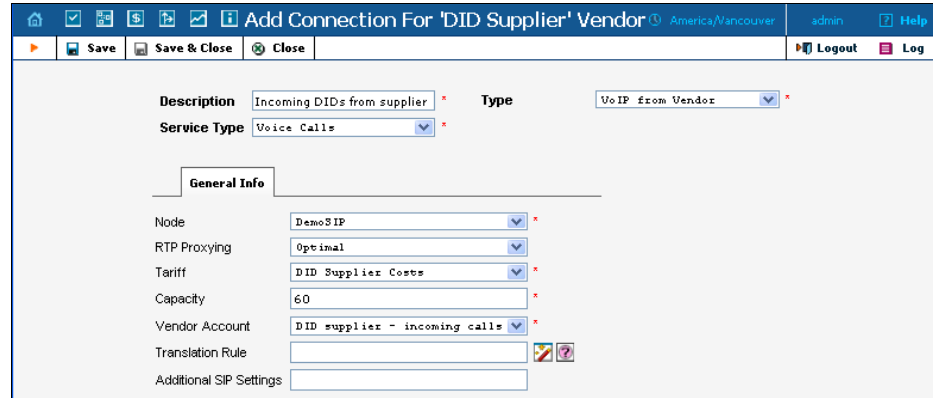 Add Connection For 'DID Supplier' Vendor America/Vancouver admin ? Help
Save Save & Close Close Logout Log
Description Incoming DIDs from supplier * Type VoIP from Vendor *
Service Type Voice Calls *
General Info
Node DemoSIP *
RTP Proxying Optimal
Tariff DID Supplier Costs *
Capacity 60 *
Vendor Account DID supplier - incoming calls *
Translation Rule ?
Additional SIP Settings